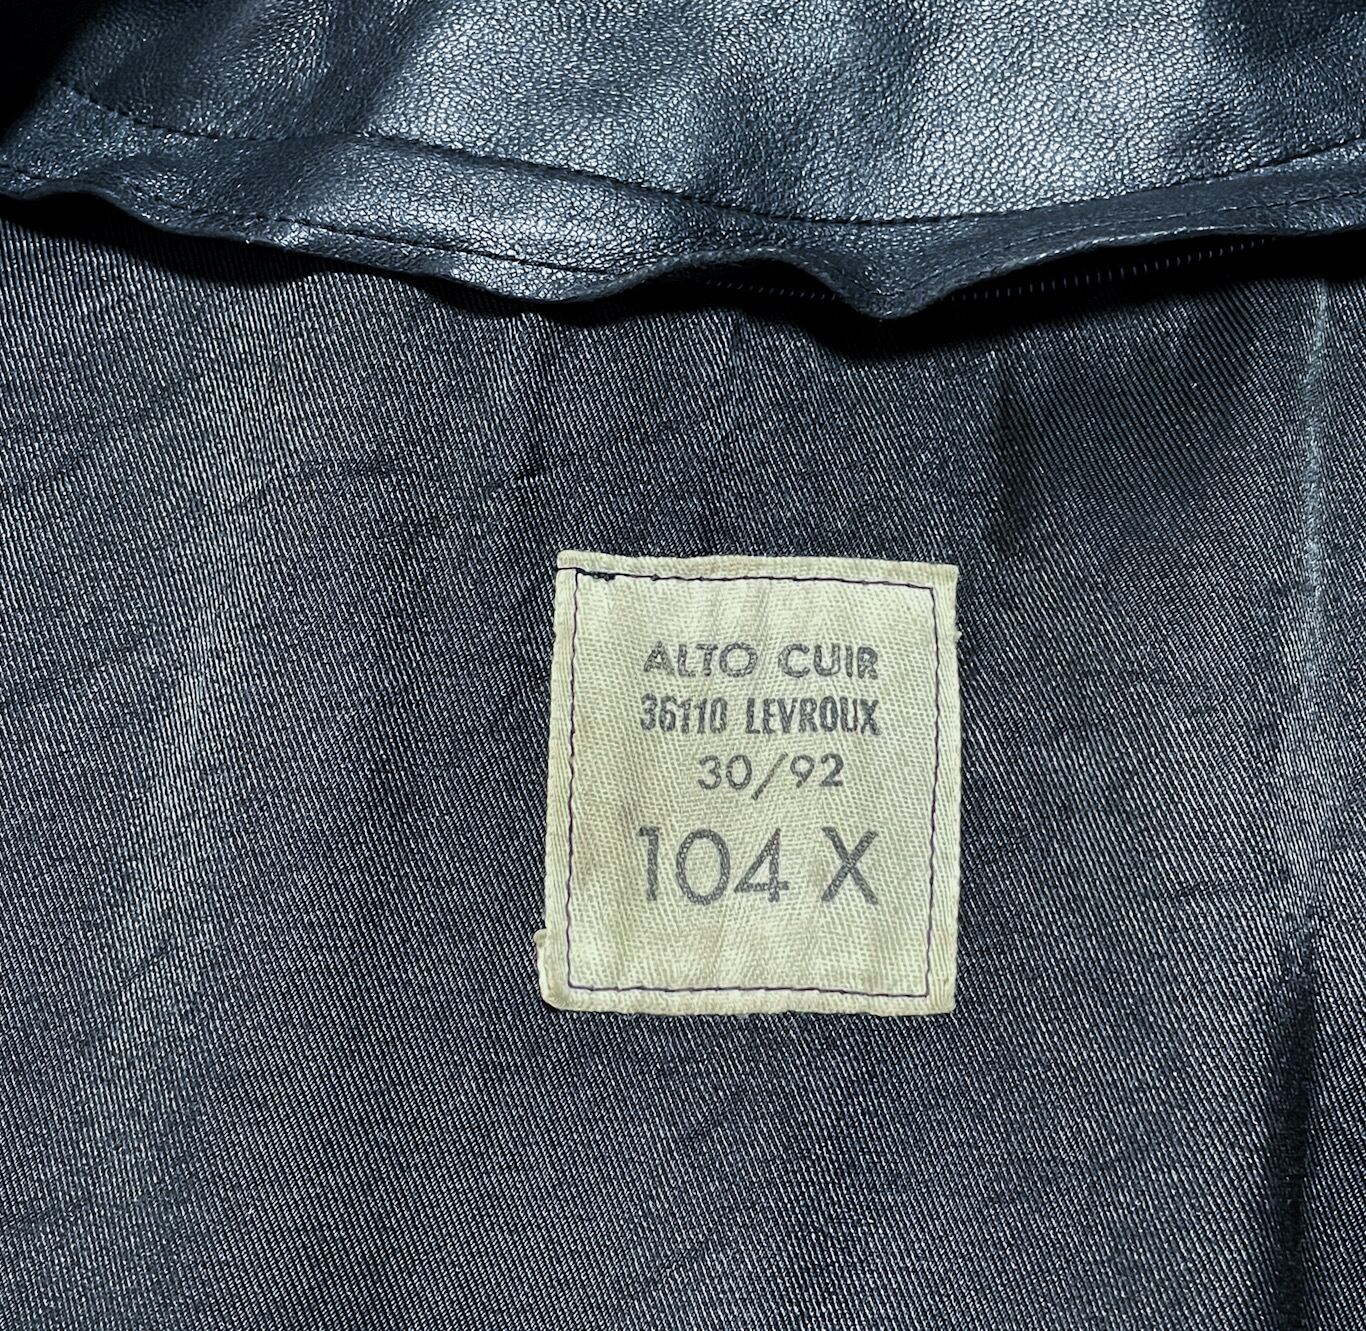 ALTO CUIR
36110 LEVROUX
30/92
104 X